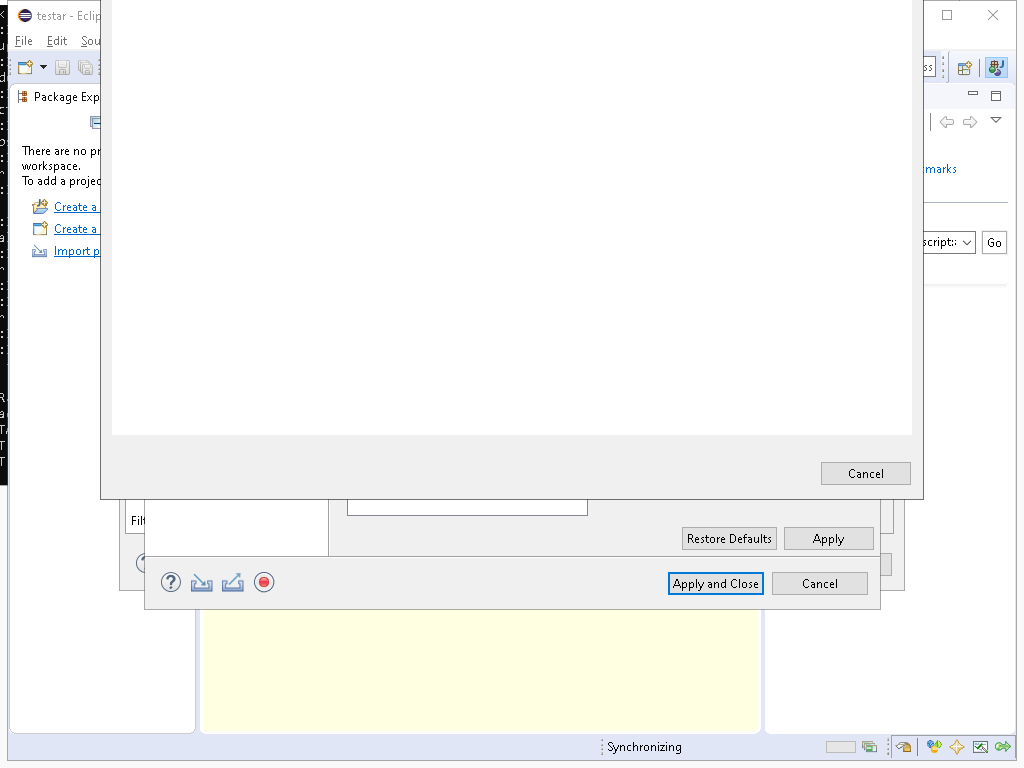 testar - Eclip
File Edit Sou
Package Exp
There are no pr
workspace.
To add a projec
Create a
Create a
Import p
ss
marks
script::
Go
Cancel
Filt
Restore Defaults Apply
Apply and Close Cancel
Synchronizing